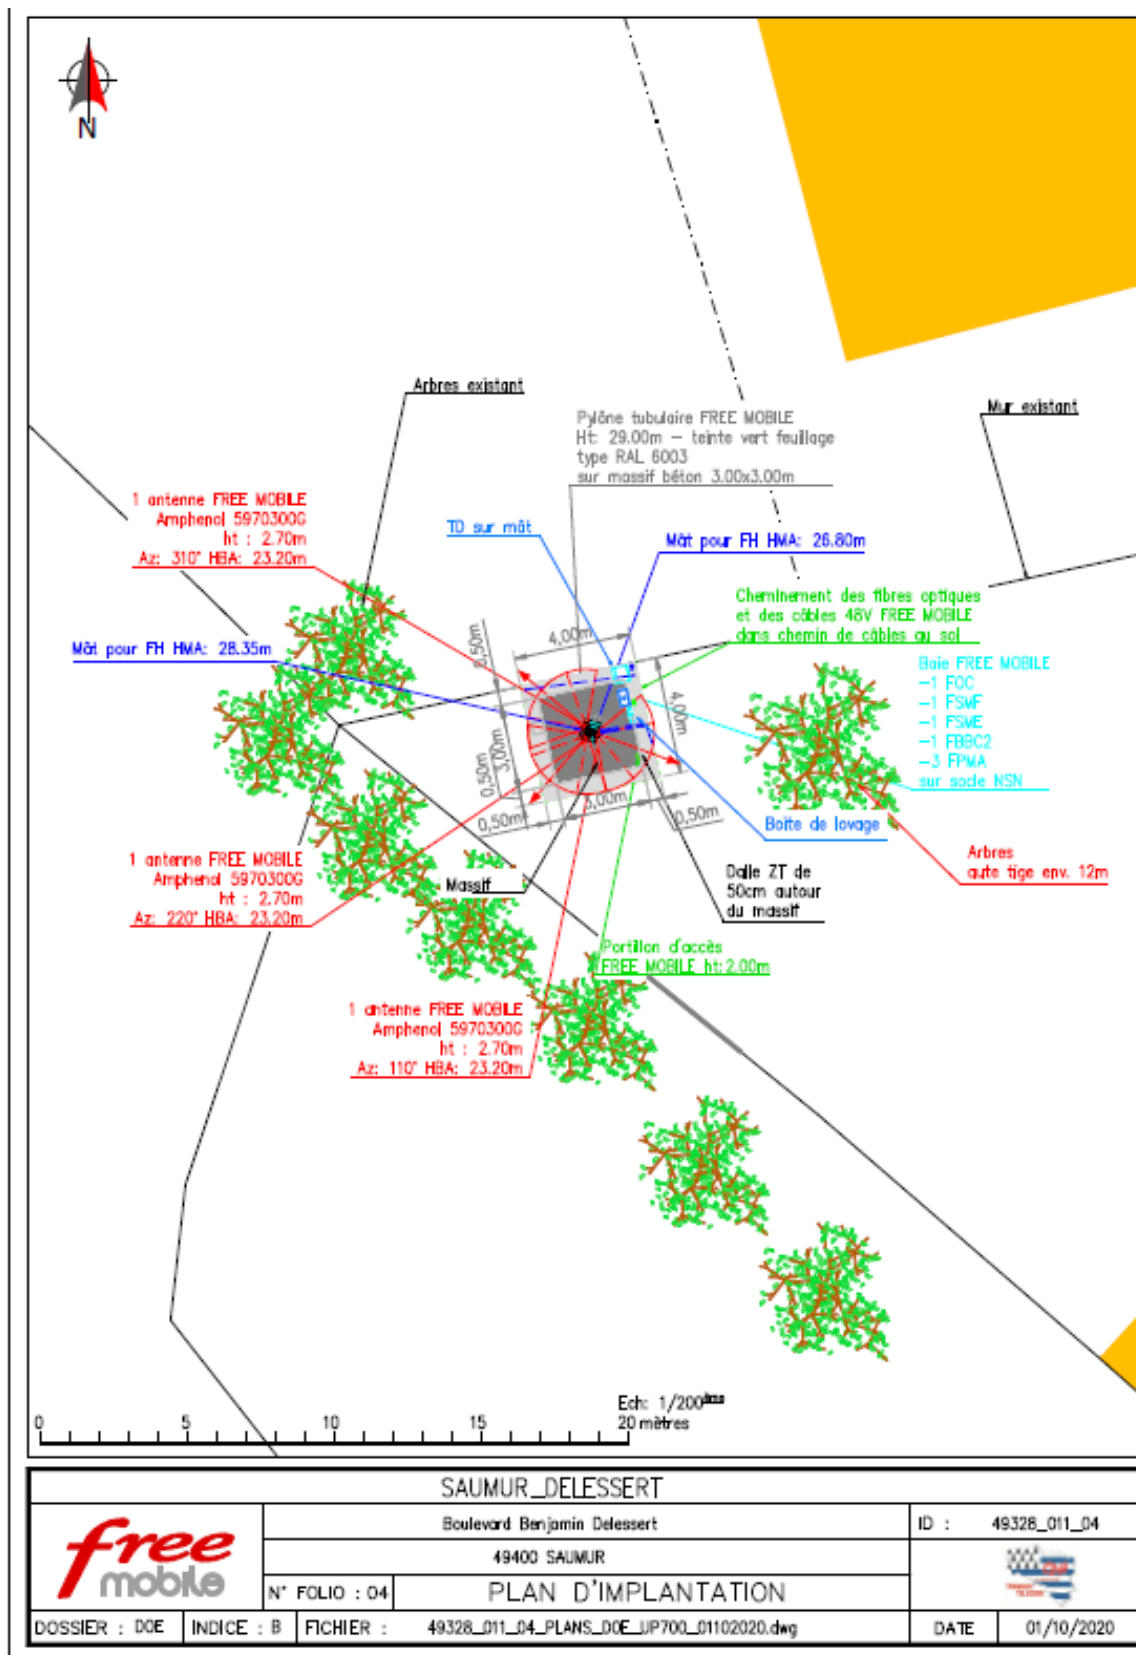 N
Arbres existant
Mur existant
Pylône tubulaire FREE MOBILE
Ht: 29.00m – teinte vert feuillage
type RAL 6003
sur massif béton 3.00x3.00m
1 antenne FREE MOBILE
Amphenol 5970300G
ht : 2.70m
Az: 310° HBA: 23.20m
TD sur mât
Mât pour FH HMA: 26.80m
Cheminement des fibres optiques
et des câbles 48V FREE MOBILE
dans chemin de câbles au sol
Mât pour FH HMA: 28.35m
4,00m
0,50m
4,00m
3,00m
0,50m
3,00m
0,50m
0,50m
Baie FREE MOBILE
-1 FOC
-1 FSMF
-1 FSME
-1 FBBC2
-3 FPMA
sur socle NSN
Boîte de lovage
Arbres
aute tige env. 12m
1 antenne FREE MOBILE
Amphenol 5970300G
ht : 2.70m
Az: 220° HBA: 23.20m
Massif
Dalle ZT de
50cm autour
du massif
Portillon d'accès
FREE MOBILE ht:2.00m
1 antenne FREE MOBILE
Amphenol 5970300G
ht : 2.70m
Az: 110° HBA: 23.20m
Ech: 1/200
0 5 10 15 20 mètres
SAUMUR_DELESSERT
free mobile
Boulevard Benjamin Delessert
ID : 49328_011_04
49400 SAUMUR
N° FOLIO : 04
PLAN D'IMPLANTATION
DOSSIER : DOE
INDICE : B
FICHIER : 49328_011_04_PLANS_DOE_UP700_01102020.dwg
DATE 01/10/2020